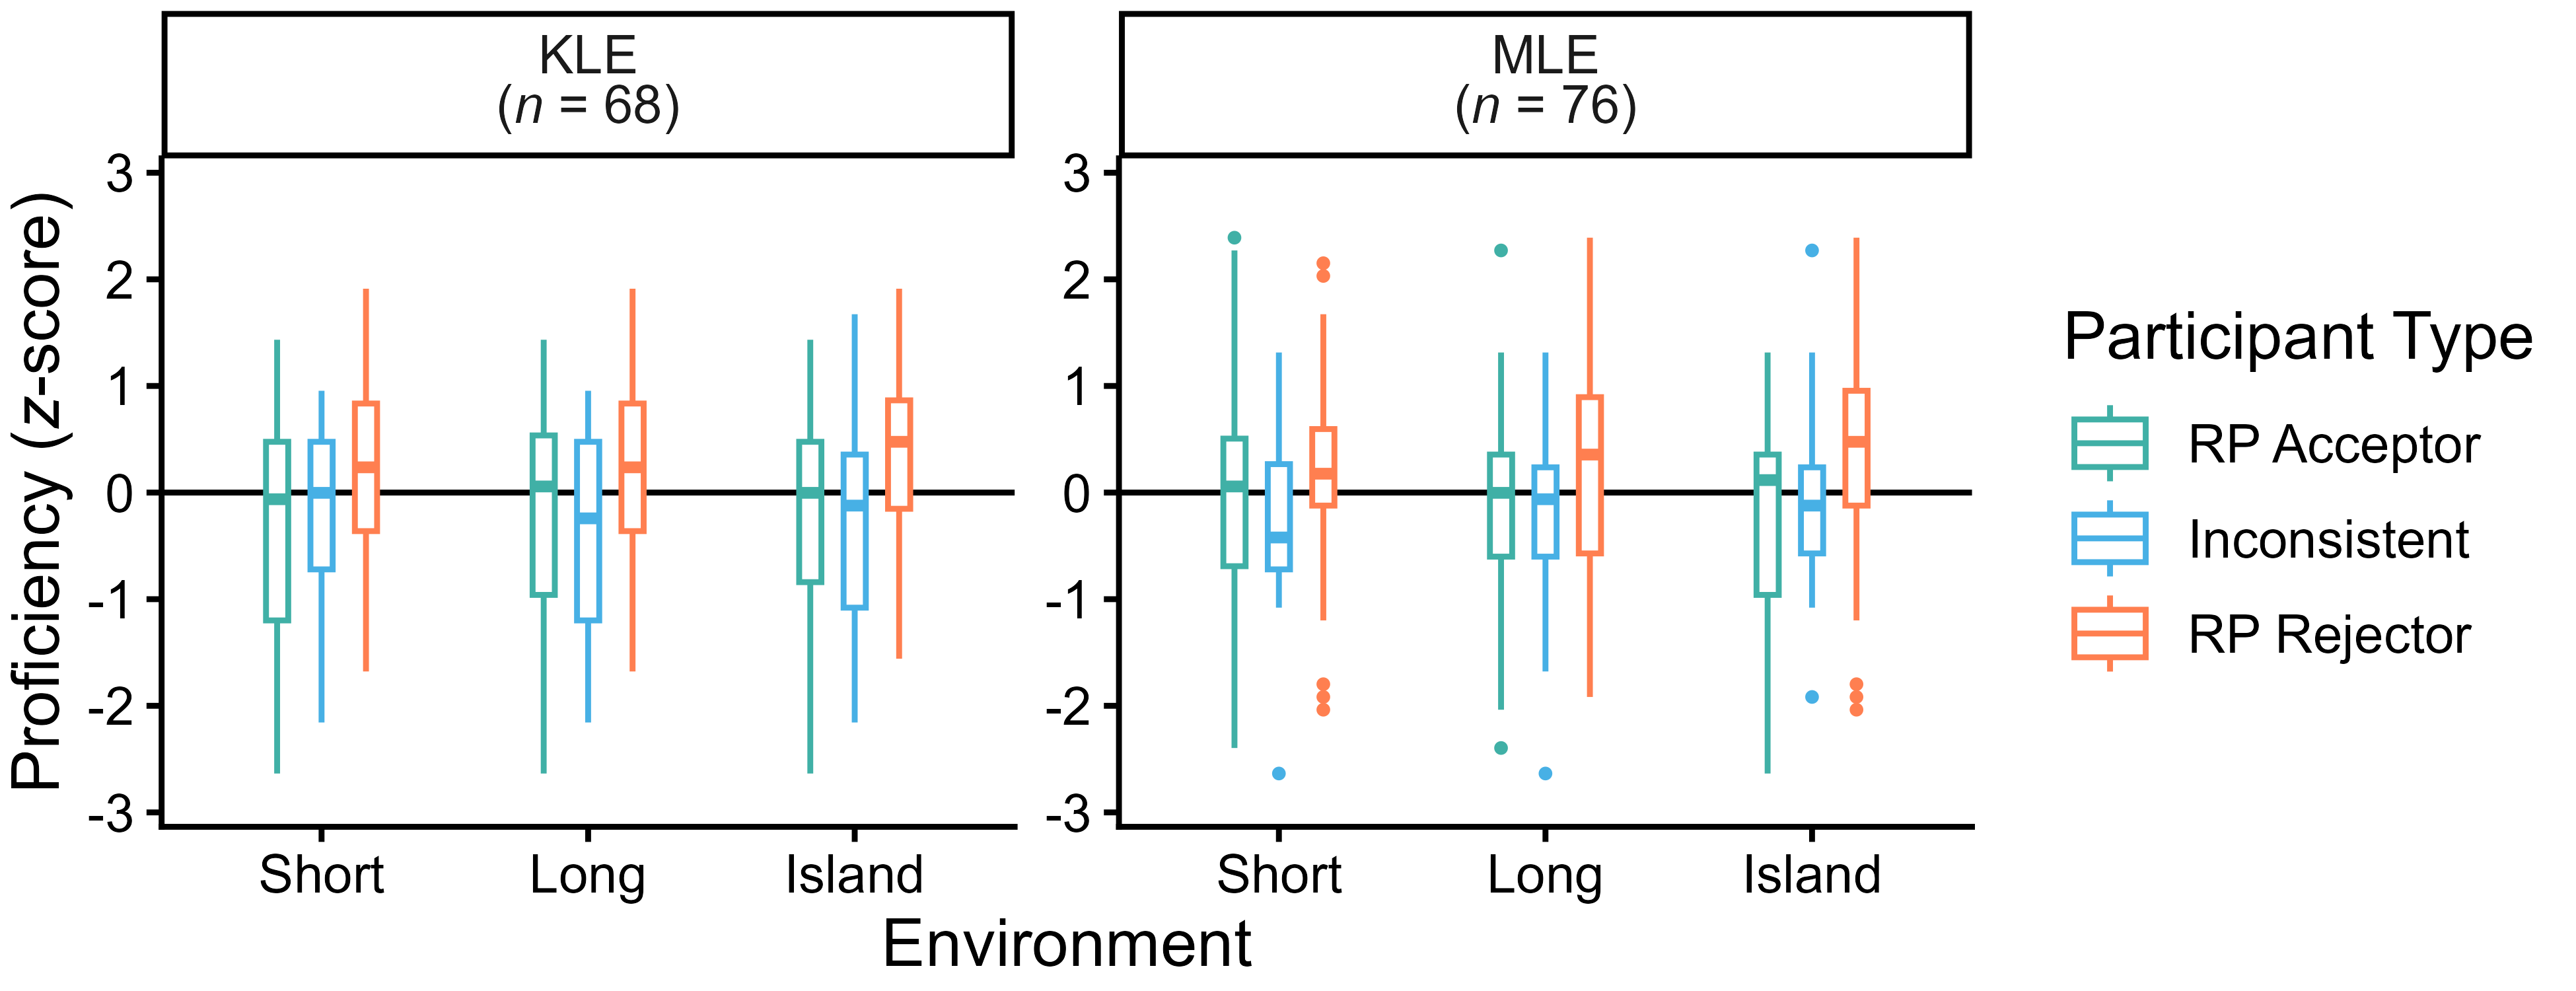 KLE
(n = 68)
MLE
(n = 76)
Proficiency (z-score)
3
2
1
0
-1
-2
-3
3
2
1
0
-1
-2
-3
Short Long Island
Short Long Island
Environment
Participant Type
RP Acceptor
Inconsistent
RP Rejector